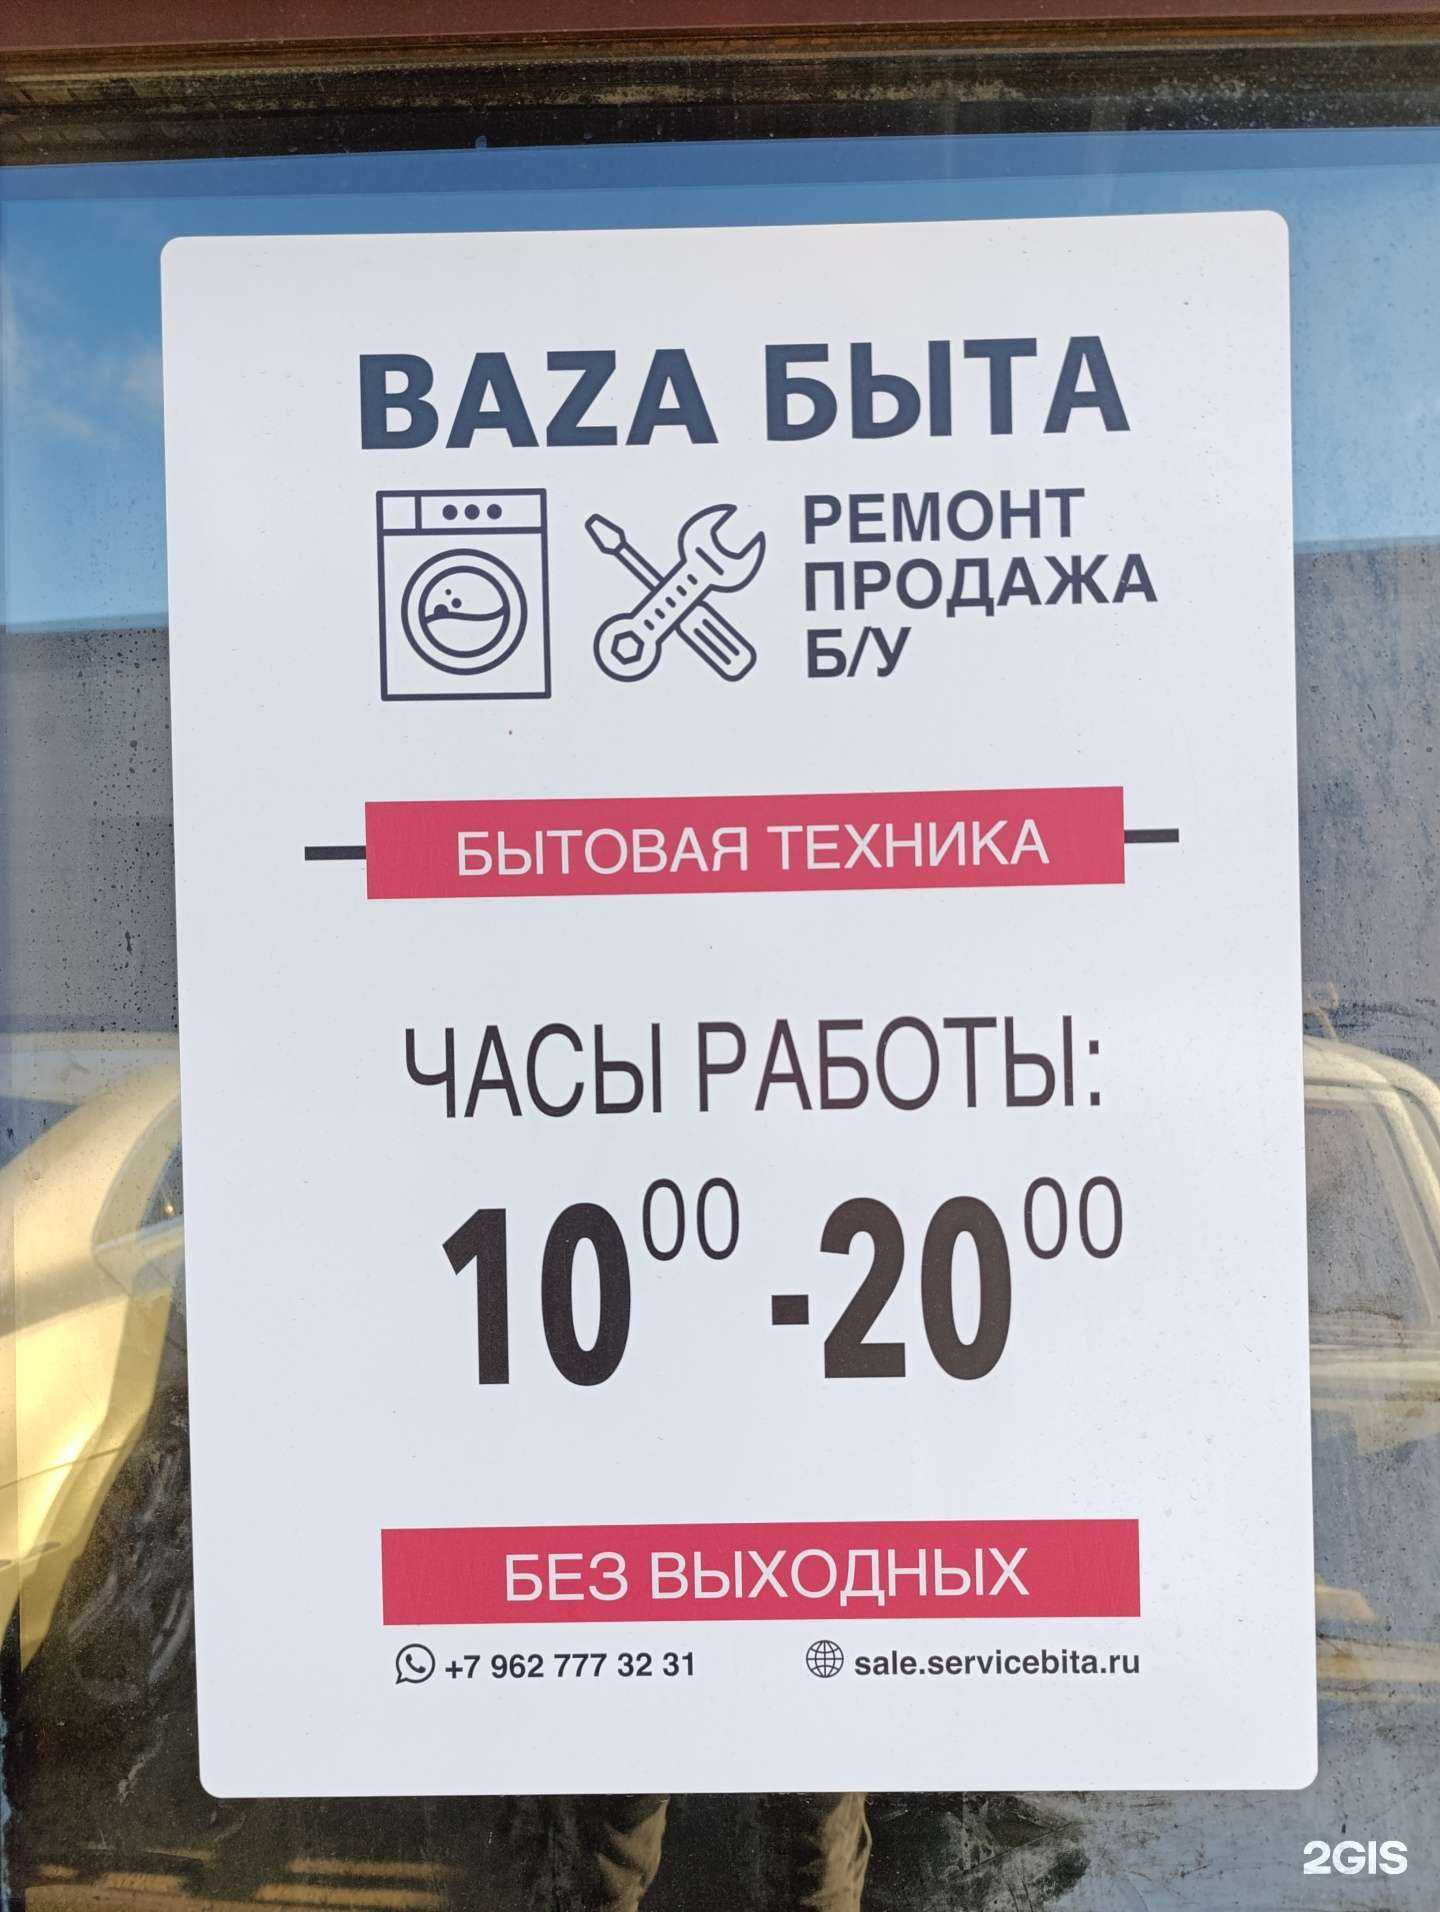 BAZA БЫТА
РЕМОНТ
ПРОДАЖА
Б/У
БЫТОВАЯ ТЕХНИКА
ЧАСЫ РАБОТЫ:
10⁰⁰ -20⁰⁰
БЕЗ ВЫХОДНЫХ
+7 962 777 32 31 sale.servicebita.ru
2GIS